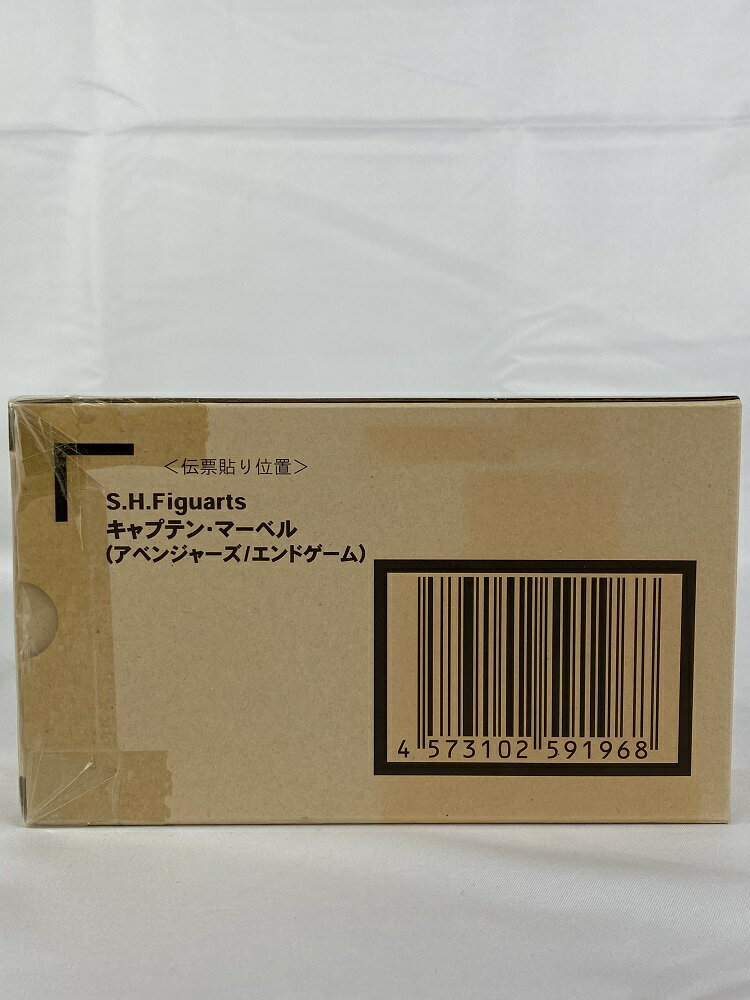 ＜伝票貼り位置＞
S.H.Figuarts
キャプテン・マーベル
(アベンジャーズ/エンドゲーム)
4 573102 591968